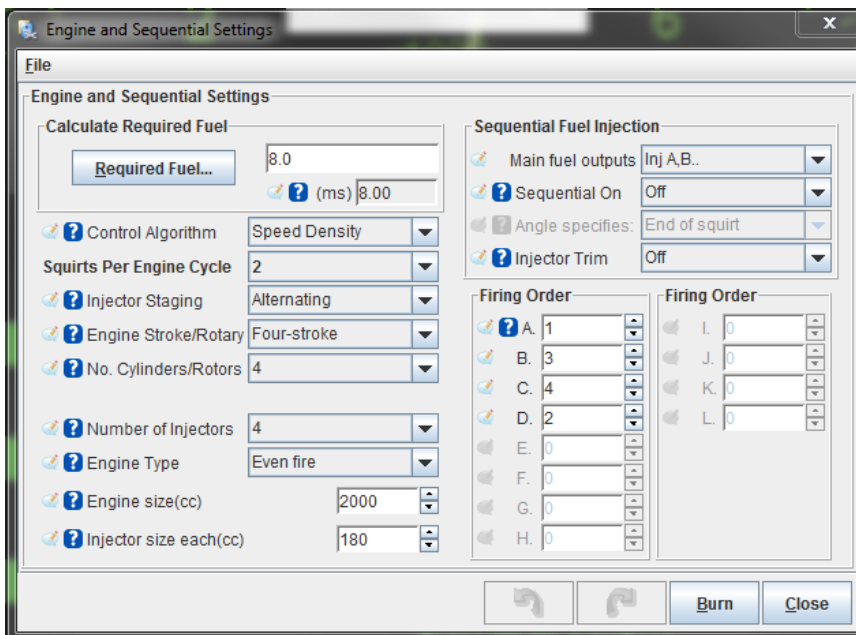 Engine and Sequential Settings
x
File
Engine and Sequential Settings
Calculate Required Fuel
Required Fuel...
8.0
? (ms) 8.00
? Control Algorithm Speed Density
Squirts Per Engine Cycle 2
? Injector Staging Alternating
? Engine Stroke/Rotary Four-stroke
? No. Cylinders/Rotors 4
? Number of Injectors 4
? Engine Type Even fire
? Engine size(cc) 2000
? Injector size each(cc) 180
Sequential Fuel Injection
Main fuel outputs Inj A,B..
? Sequential On Off
? Angle specifies: End of squirt
? Injector Trim Off
Firing Order
? A. 1
B. 3
C. 4
D. 2
E. 0
F. 0
G. 0
H. 0
Firing Order
I. 0
J. 0
K. 0
L. 0
Burn
Close